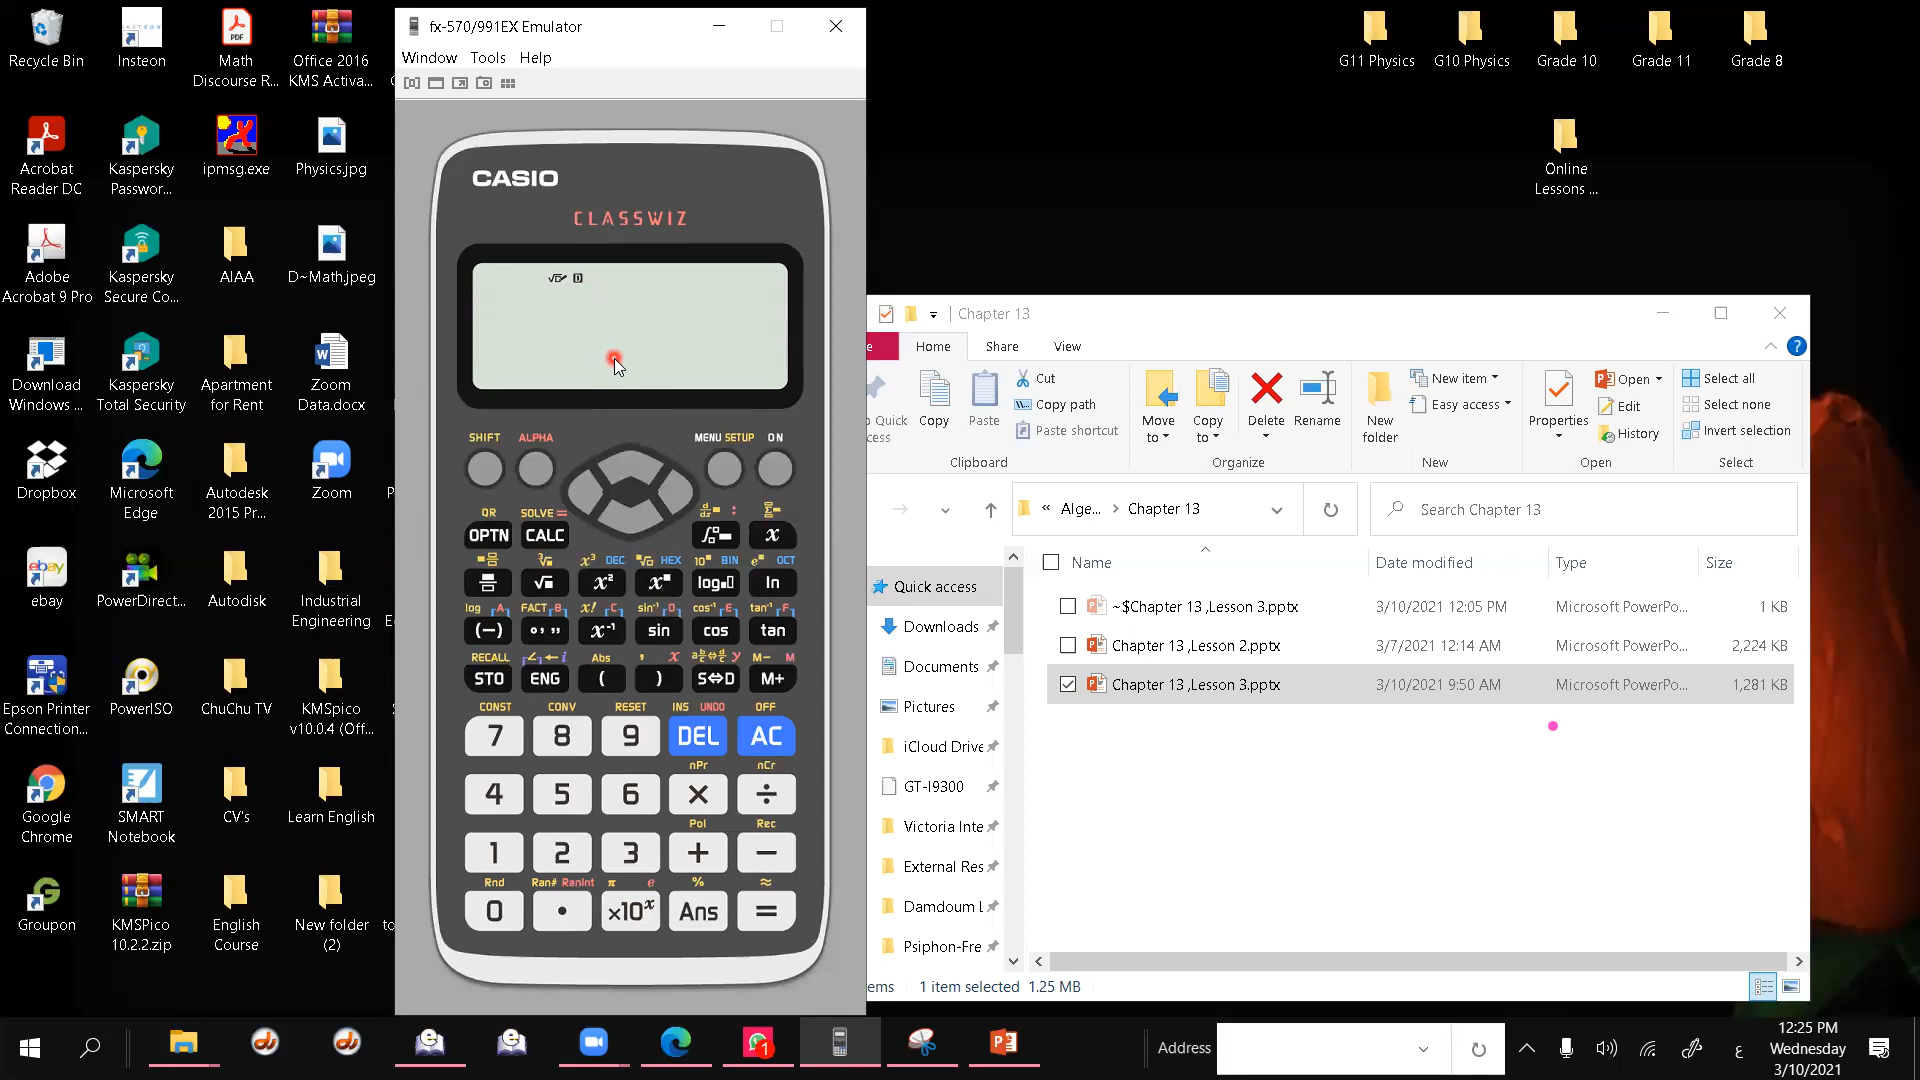 Recycle Bin
Insteon
Math
Discourse R...
Office 2016
KMS Activa...
Acrobat
Reader DC
Kaspersky
Passwor...
ipmsg.exe
Physics.jpg
Adobe
Acrobat 9 Pro
Kaspersky
Secure Co...
AIAA
D~Math.jpeg
Download
Windows ...
Kaspersky
Total Security
Apartment
for Rent
Zoom
Data.docx
Dropbox
Microsoft
Edge
Autodesk
2015 Pr...
Zoom
ebay
PowerDirect...
Autodisk
Industrial
Engineering
Epson Printer
Connection...
PowerISO
ChuChu TV
KMSpico
v10.0.4 (Off...
Google
Chrome
SMART
Notebook
CV's
Learn English
Groupon
KMSPico
10.2.2.zip
English
Course
New folder
(2)
fx-570/991EX Emulator
Window Tools Help
CASIO
CLASSWIZ
SHIFT ALPHA MENU SETUP ON
QR SOLVE =
OPTN CALC x
DEC HEX BIN OCT
x² log ln
log A FACT B x! C sin⁻¹ D cos⁻¹ E tan⁻¹ F
(−) x⁻¹ sin cos tan
RECALL Abs M− M
STO ENG ( ) S⇔D M+
CONST CONV RESET INS UNDO OFF
7 8 9 DEL AC
nPr nCr
4 5 6 × ÷
Pol Rec
1 2 3 + −
Rnd Ran# RanInt π e % ≈
0 • ×10ˣ Ans =
G11 Physics
G10 Physics
Grade 10
Grade 11
Grade 8
Online
Lessons ...
Chapter 13
Home Share View
Copy
Paste
Cut
Copy path
Paste shortcut
Clipboard
Move
to
Copy
to
Delete
Rename
Organize
New
folder
New item
Easy access
New
Properties
Open
Edit
History
Open
Select all
Select none
Invert selection
Select
« Alge... > Chapter 13
Search Chapter 13
Name Date modified Type Size
~$Chapter 13 ,Lesson 3.pptx 3/10/2021 12:05 PM Microsoft PowerPo... 1 KB
Chapter 13 ,Lesson 2.pptx 3/7/2021 12:14 AM Microsoft PowerPo... 2,224 KB
Chapter 13 ,Lesson 3.pptx 3/10/2021 9:50 AM Microsoft PowerPo... 1,281 KB
Quick access
Downloads
Documents
Pictures
iCloud Drive
GT-I9300
Victoria Inte
External Res
Damdoum L
Psiphon-Fre
1 item selected 1.25 MB
Address
ع
12:25 PM
Wednesday
3/10/2021